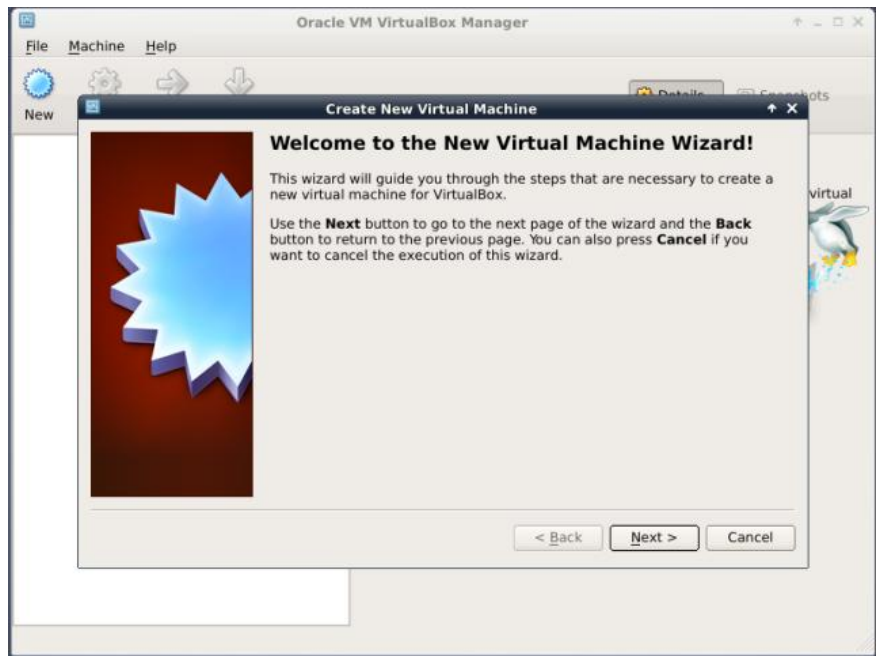 Oracle VM VirtualBox Manager
File Machine Help
New
Details
Snapshots
Create New Virtual Machine
Welcome to the New Virtual Machine Wizard!
This wizard will guide you through the steps that are necessary to create a
new virtual machine for VirtualBox.
virtual
Use the Next button to go to the next page of the wizard and the Back
button to return to the previous page. You can also press Cancel if you
want to cancel the execution of this wizard.
< Back Next > Cancel